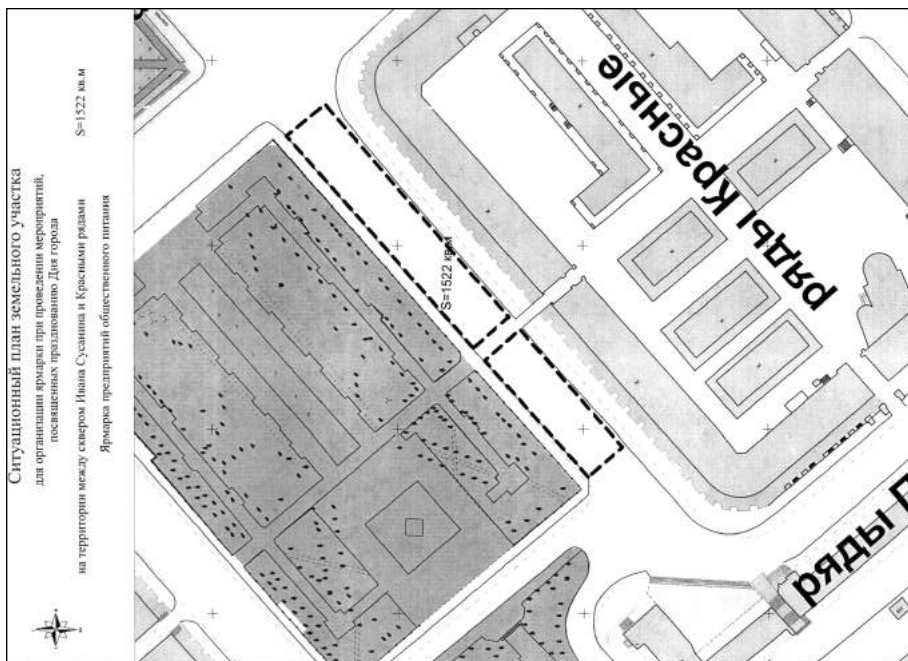 Ситуационный план земельного участка
для организации ярмарки при проведении мероприятий,
посвященных празднованию Дня города
на территории между сквером Ивана Сусанина и Красными рядами
S=1522 кв.м
Ярмарка предприятий общественного питания
S=1522 кв.м
ряды Красные
ряды